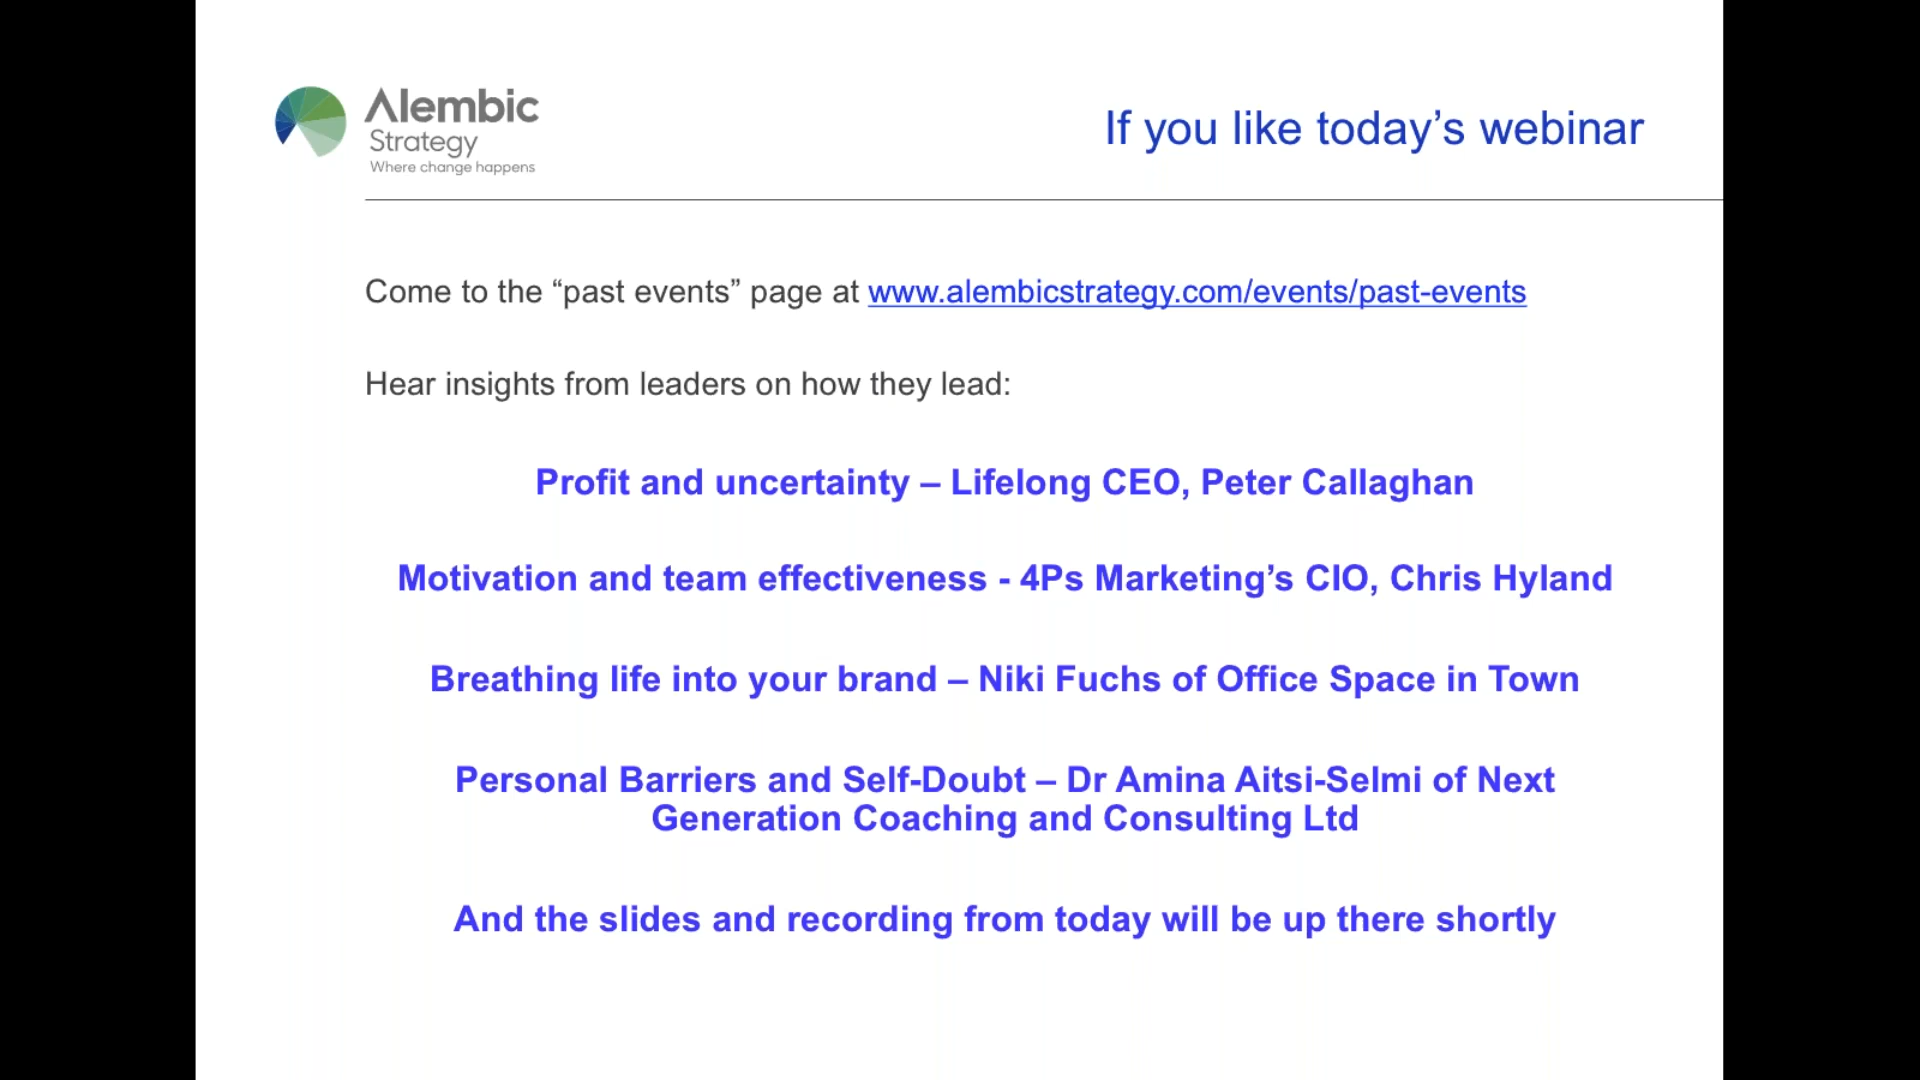 Alembic
Strategy
Where change happens
If you like today’s webinar
Come to the “past events” page at www.alembicstrategy.com/events/past-events
Hear insights from leaders on how they lead:
Profit and uncertainty – Lifelong CEO, Peter Callaghan
Motivation and team effectiveness - 4Ps Marketing’s CIO, Chris Hyland
Breathing life into your brand – Niki Fuchs of Office Space in Town
Personal Barriers and Self-Doubt – Dr Amina Aitsi-Selmi of Next
Generation Coaching and Consulting Ltd
And the slides and recording from today will be up there shortly